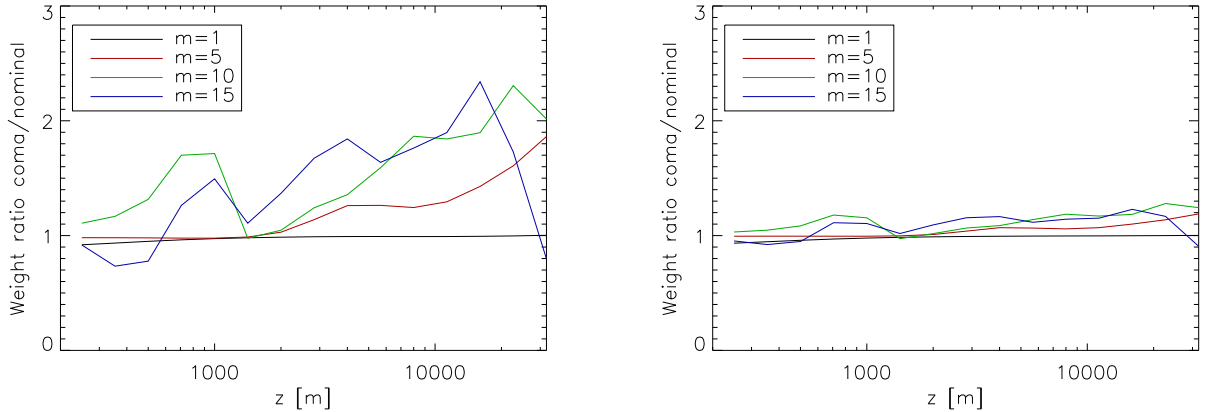 3
2
1
0
Weight ratio coma/nominal
m=1
m=5
m=10
m=15
1000
10000
z [m]
3
2
1
0
Weight ratio coma/nominal
m=1
m=5
m=10
m=15
1000
10000
z [m]